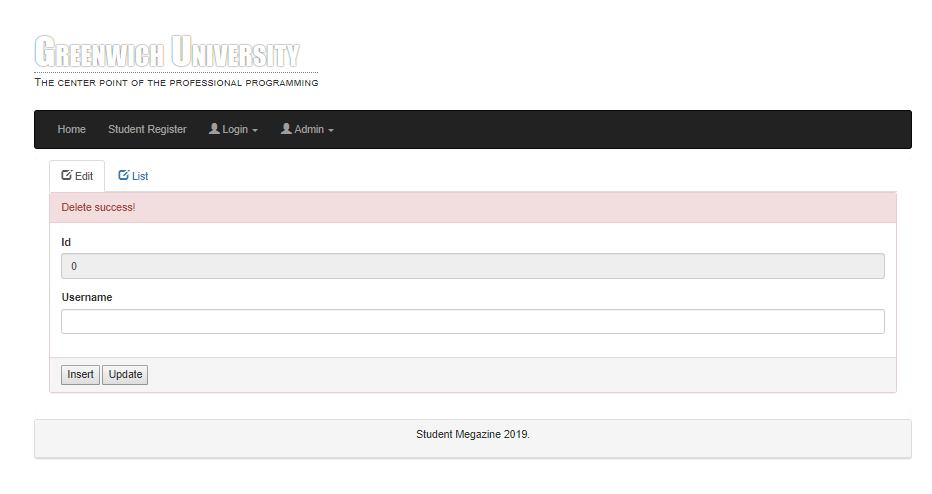 Greenwich University
The center point of the professional programming
Home Student Register Login Admin
Edit List
Delete success!
Id
0
Username
Insert Update
Student Megazine 2019.